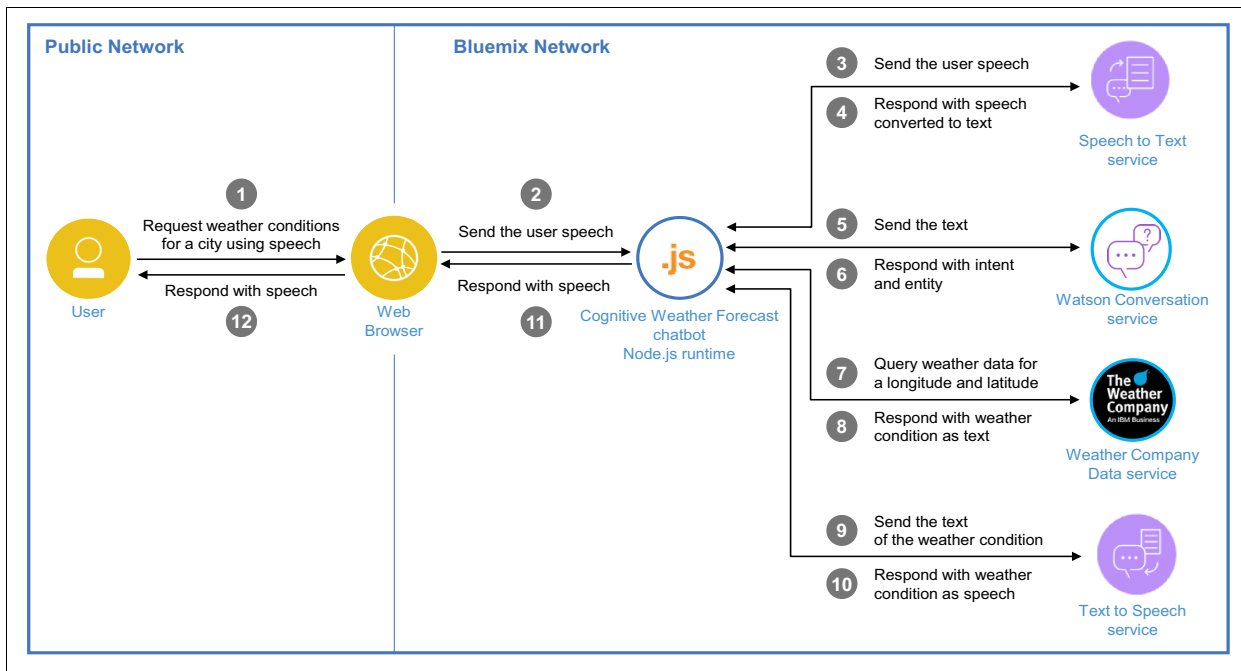 Public Network
Bluemix Network
3
Send the user speech
4
Respond with speech
converted to text
Speech to Text
service
1
Request weather conditions
for a city using speech
2
Send the user speech
5
Send the text
.js
?
6
Respond with intent
and entity
Respond with speech
12
Respond with speech
11
User
Web
Browser
Cognitive Weather Forecast
chatbot
Node.js runtime
Watson Conversation
service
7
Query weather data for
a longitude and latitude
8
Respond with weather
condition as text
The
Weather
Company
An IBM Business
Weather Company
Data service
9
Send the text
of the weather condition
10
Respond with weather
condition as speech
Text to Speech
service